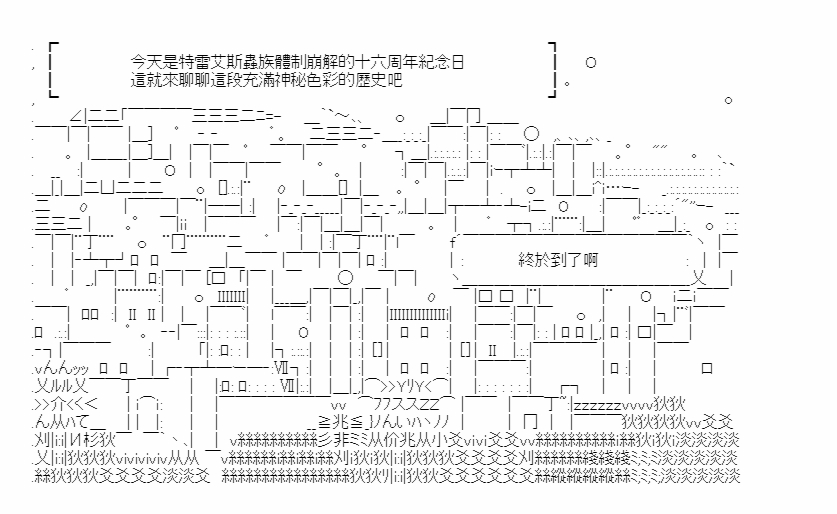 今天是特雷艾斯蟲族體制崩解的十六周年紀念日
這就來聊聊這段充滿神秘色彩的歷史吧
終於到了啊